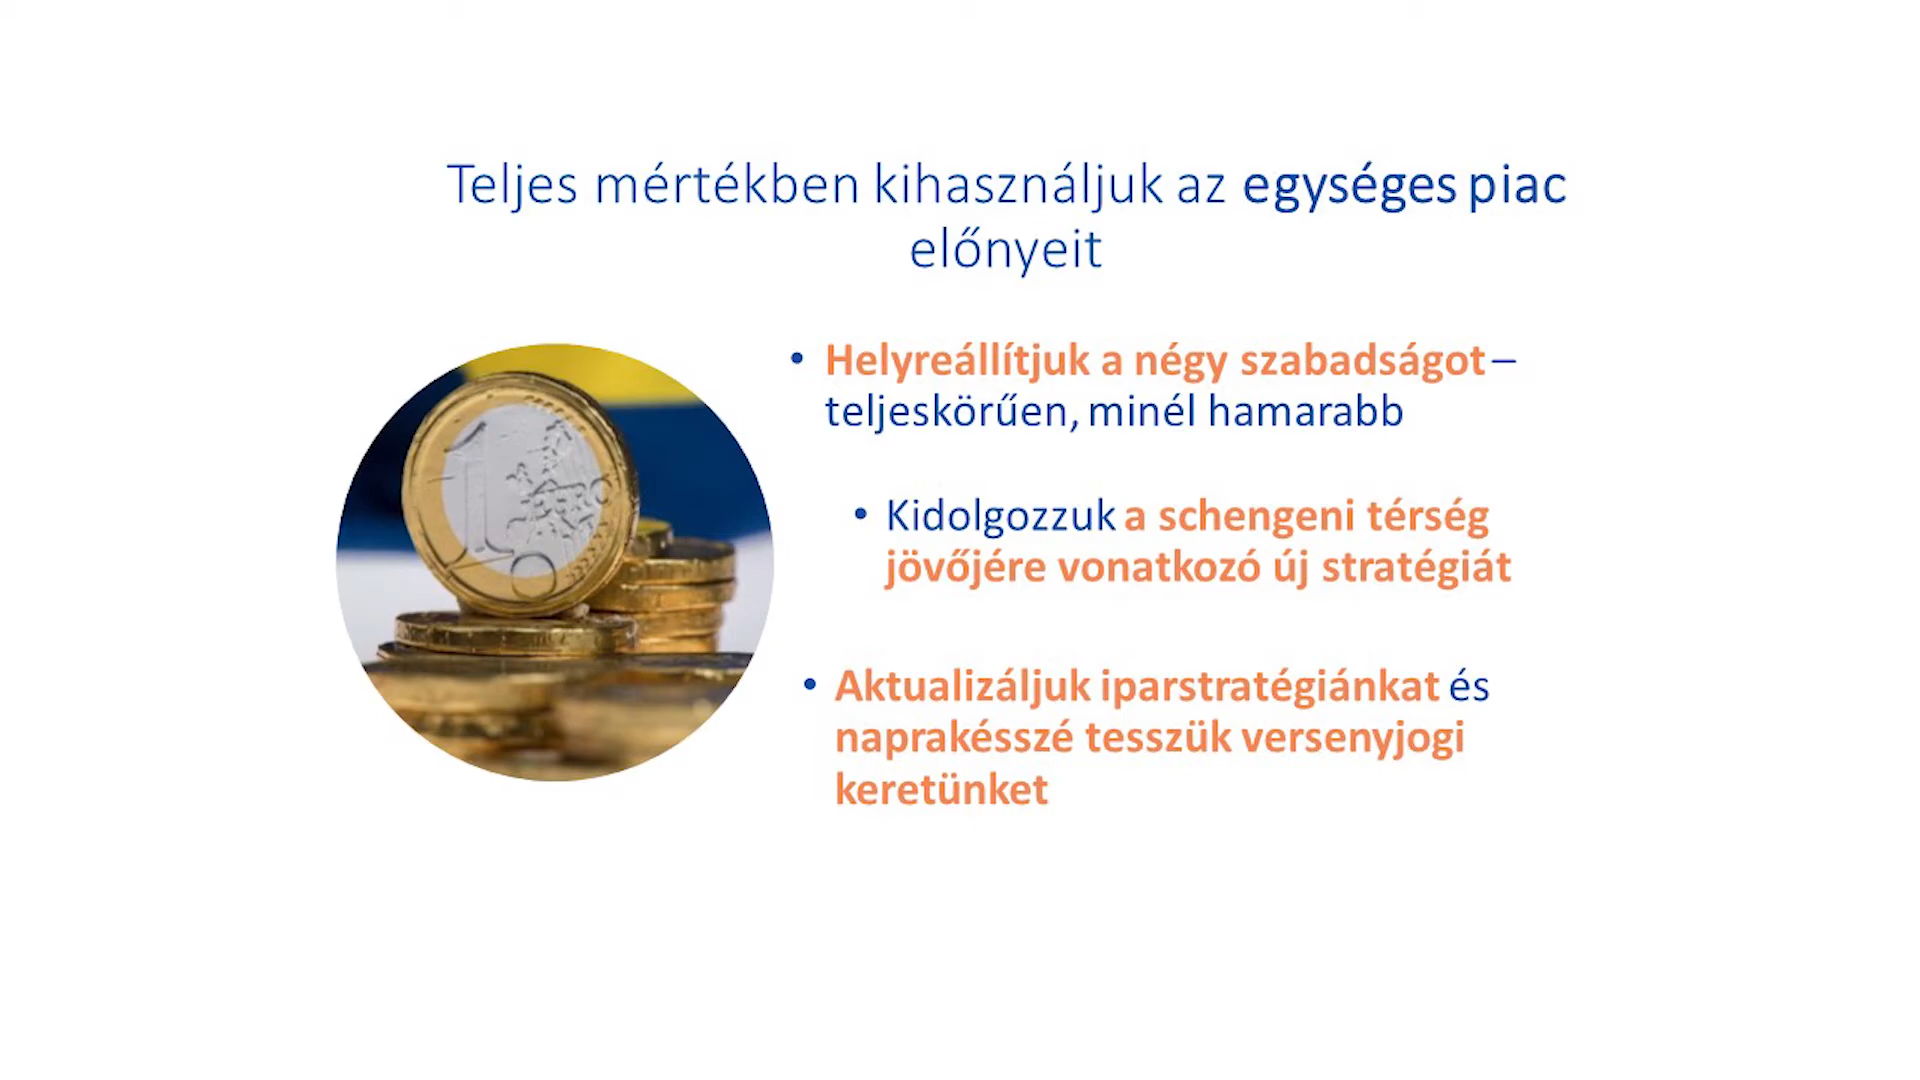 Teljes mértékben kihasználjuk az egységes piac
előnyeit
• Helyreállítjuk a négy szabadságot –
teljeskörűen, minél hamarabb
• Kidolgozzuk a schengeni térség
jövőjére vonatkozó új stratégiát
• Aktualizáljuk iparstratégiánkat és
naprakésszé tesszük versenyjogi
keretünket